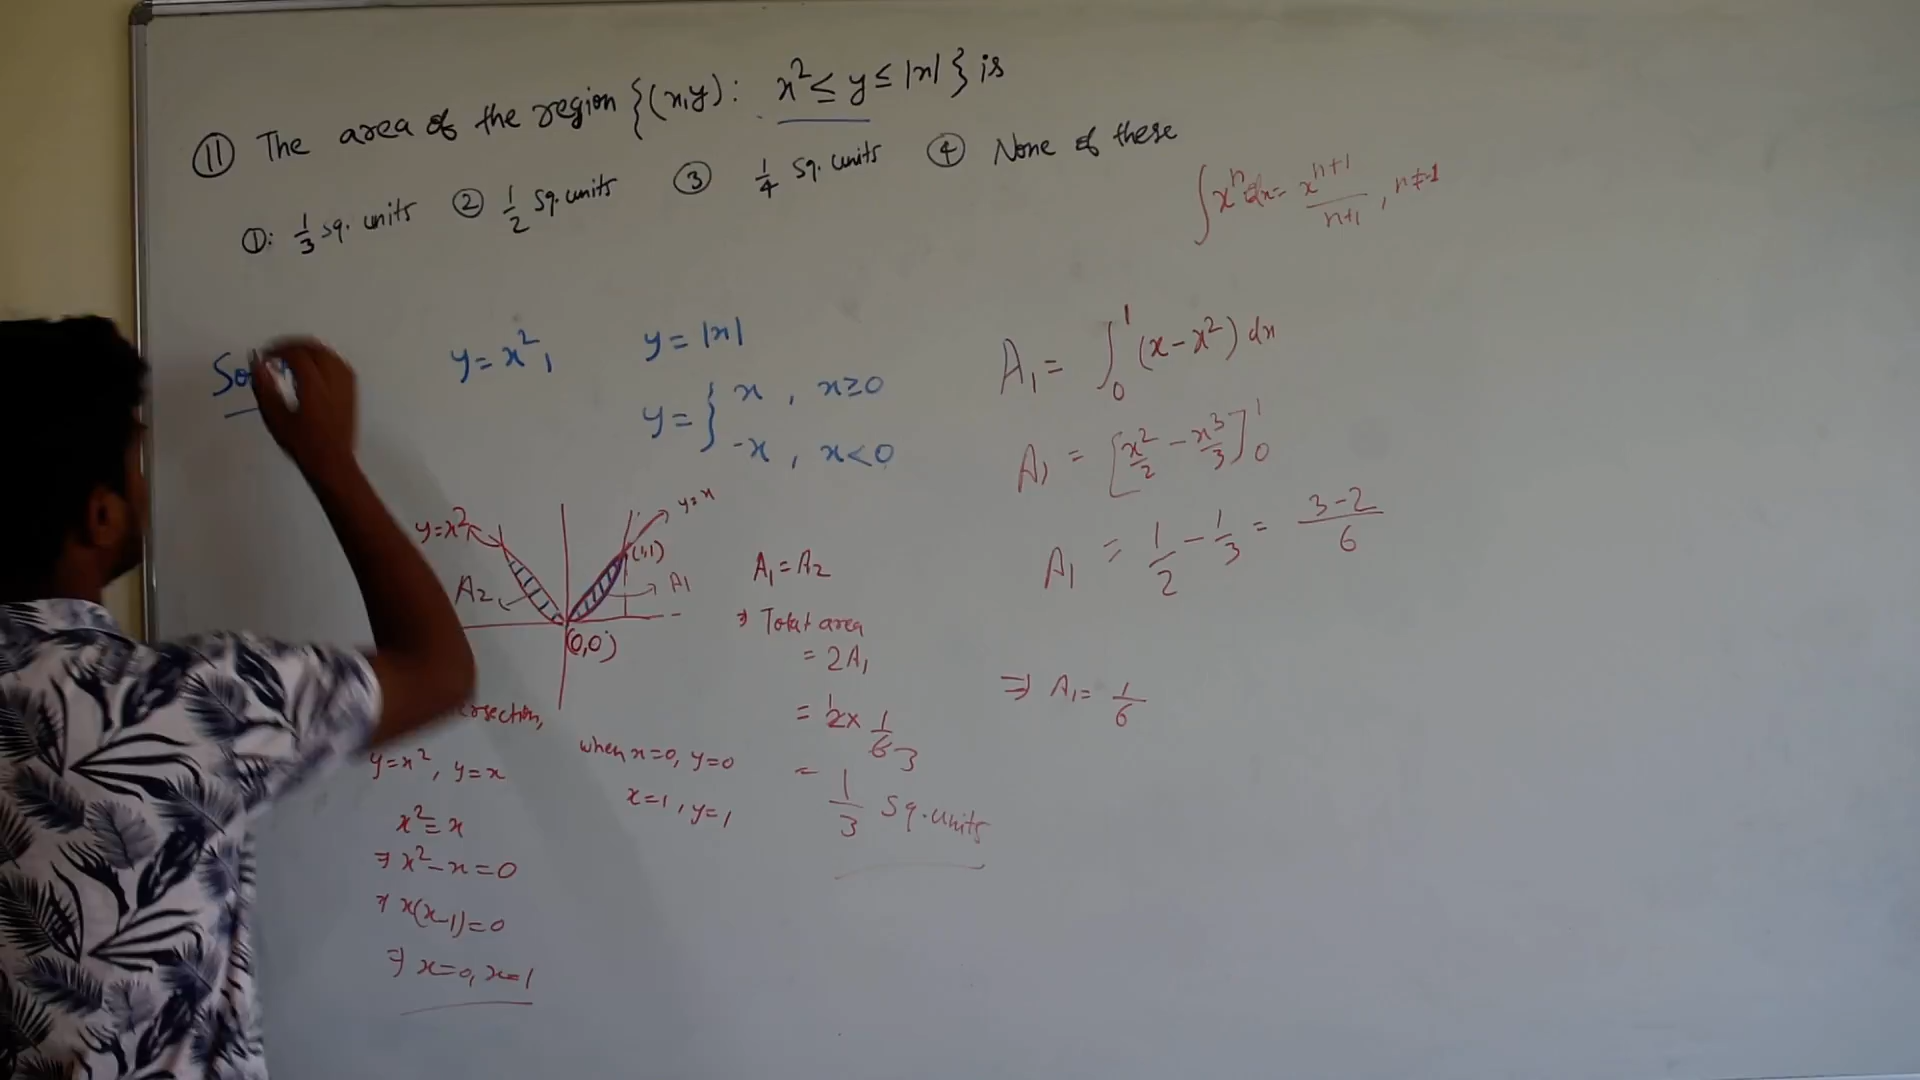 ⑪ The area of the region {(x,y): x² ≤ y ≤ |x|} is
①: 1/3 sq. units ② 1/2 sq. units ③ 1/4 sq. units ④ None of these
∫xⁿ dx = xⁿ⁺¹/n+1, n≠-1
y = x², y = |x|
y = { x, x≥0
-x, x<0
y=x²
y=x
(1,1)
A₂
A₁
(0,0)
y=x², y=x
x² = x
⇒ x²-x=0
⇒ x(x-1)=0
⇒ x=0, x=1
when x=0, y=0
x=1, y=1
A₁ = A₂
⇒ Total area
= 2A₁
= 2 x 1/6 1 3
= 1/3 sq. units
A₁ = ∫₀¹ (x-x²) dx
A₁ = [x²/2 - x³/3]₀¹
A₁ = 1/2 - 1/3 = 3-2/6
⇒ A₁ = 1/6